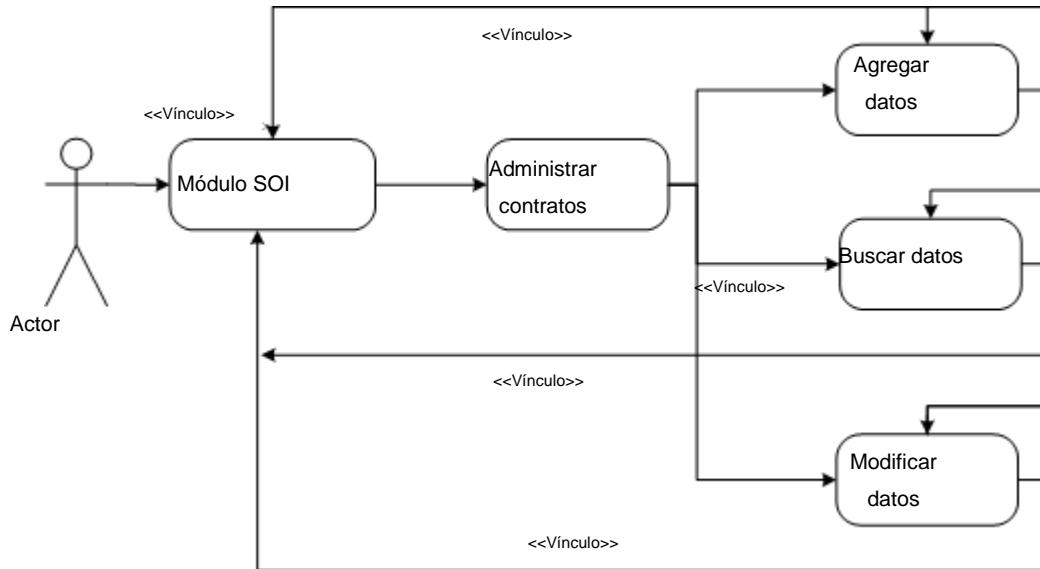 <<Vínculo>>
Agregar
datos
<<Vínculo>>
Módulo SOI
Administrar
contratos
Buscar datos
<<Vínculo>>
Actor
<<Vínculo>>
Modificar
datos
<<Vínculo>>